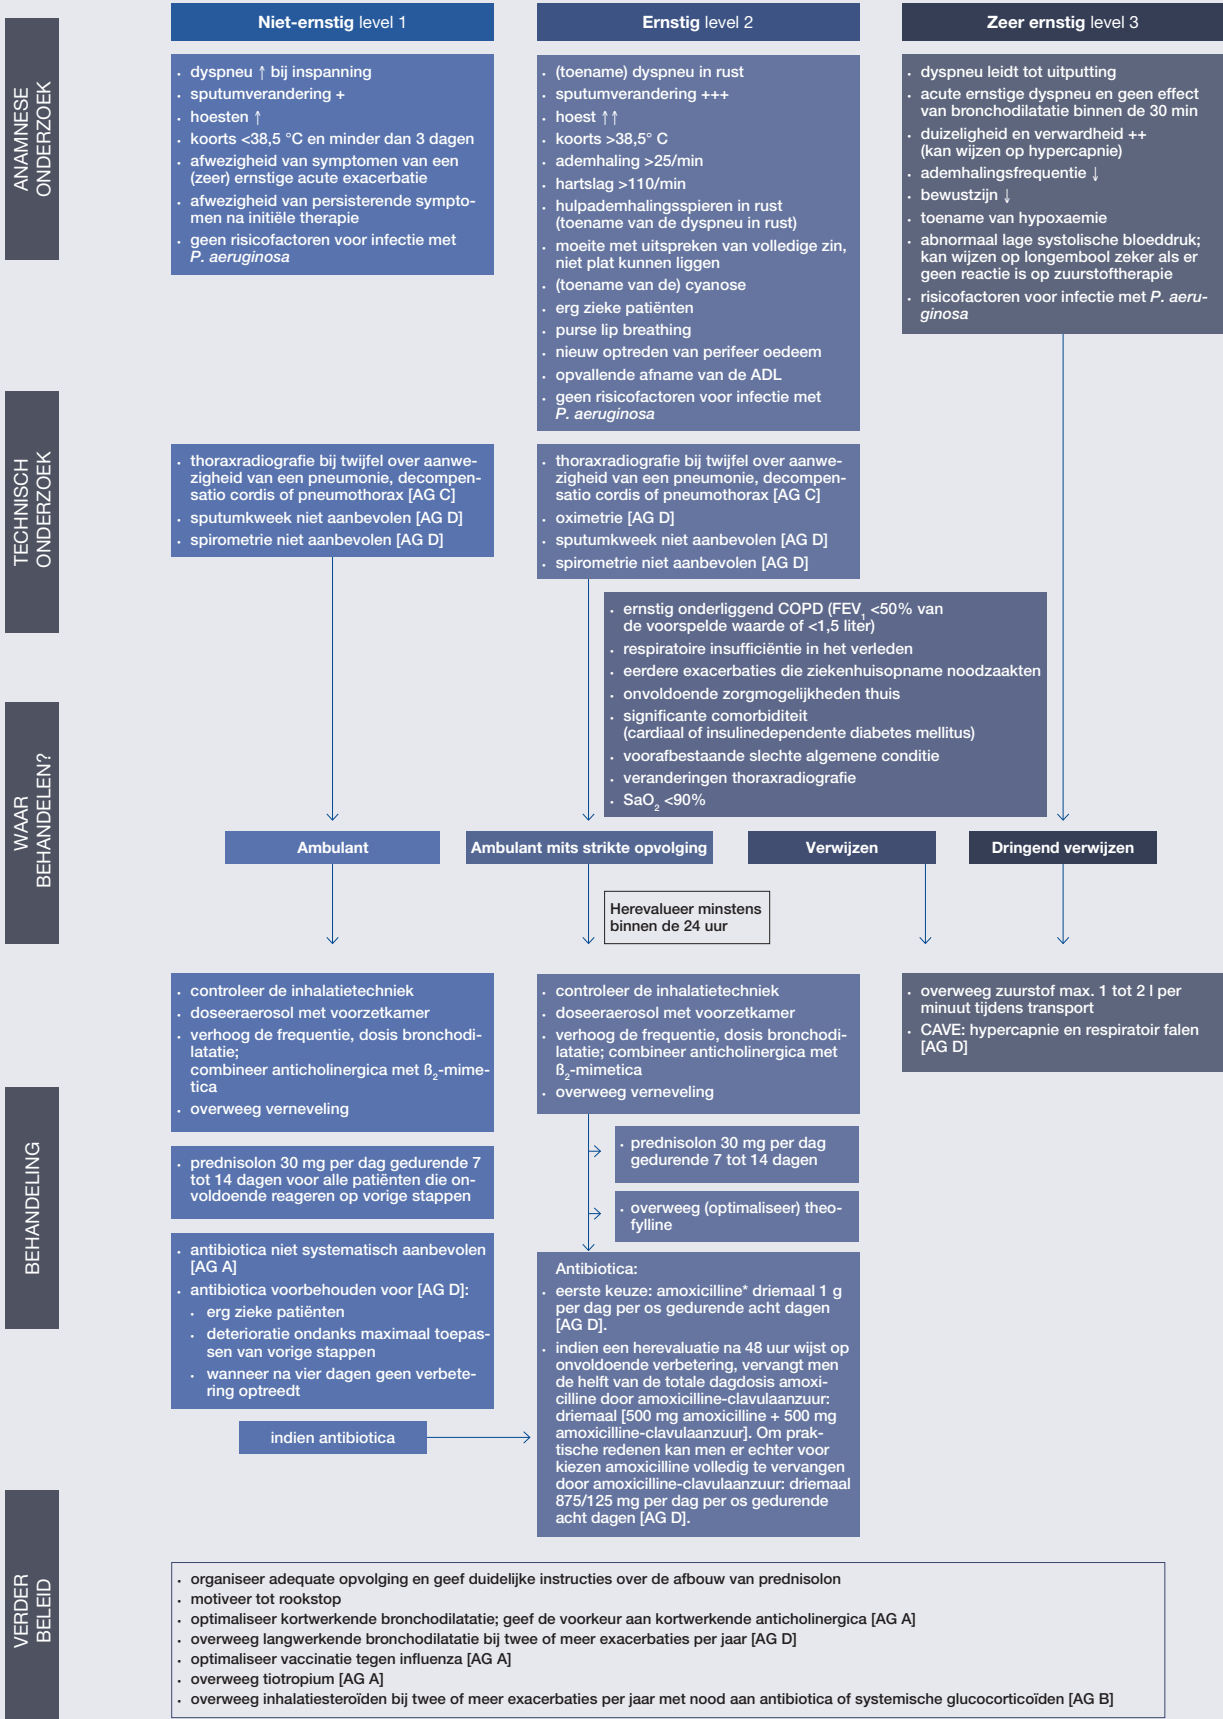 Niet-ernstig level 1
Ernstig level 2
Zeer ernstig level 3
ANAMNESE
ONDERZOEK
· dyspneu ↑ bij inspanning
· sputumverandering +
· hoesten ↑
· koorts <38,5 °C en minder dan 3 dagen
· afwezigheid van symptomen van een
(zeer) ernstige acute exacerbatie
· afwezigheid van persisterende sympto-
men na initiële therapie
· geen risicofactoren voor infectie met
P. aeruginosa
· (toename) dyspneu in rust
· sputumverandering +++
· hoest ↑↑
· koorts >38,5° C
· ademhaling >25/min
· hartslag >110/min
· hulpademhalingsspieren in rust
(toename van de dyspneu in rust)
· moeite met uitspreken van volledige zin,
niet plat kunnen liggen
· (toename van de) cyanose
· erg zieke patiënten
· purse lip breathing
· nieuw optreden van perifeer oedeem
· opvallende afname van de ADL
· geen risicofactoren voor infectie met
P. aeruginosa
· dyspneu leidt tot uitputting
· acute ernstige dyspneu en geen effect
van bronchodilatatie binnen de 30 min
· duizeligheid en verwardheid ++
(kan wijzen op hypercapnie)
· ademhalingsfrequentie ↓
· bewustzijn ↓
· toename van hypoxaemie
· abnormaal lage systolische bloeddruk;
kan wijzen op longembool zeker als er
geen reactie is op zuurstoftherapie
· risicofactoren voor infectie met P. aeru-
ginosa
TECHNISCH
ONDERZOEK
· thoraxradiografie bij twijfel over aanwe-
zigheid van een pneumonie, decompen-
satio cordis of pneumothorax [AG C]
· sputumkweek niet aanbevolen [AG D]
· spirometrie niet aanbevolen [AG D]
· thoraxradiografie bij twijfel over aanwe-
zigheid van een pneumonie, decompen-
satio cordis of pneumothorax [AG C]
· oximetrie [AG D]
· sputumkweek niet aanbevolen [AG D]
· spirometrie niet aanbevolen [AG D]
· ernstig onderliggend COPD (FEV₁ <50% van
de voorspelde waarde of <1,5 liter)
· respiratoire insufficiëntie in het verleden
· eerdere exacerbaties die ziekenhuisopname noodzaakten
· onvoldoende zorgmogelijkheden thuis
· significante comorbiditeit
(cardiaal of insulinedependente diabetes mellitus)
· voorafbestaande slechte algemene conditie
· veranderingen thoraxradiografie
· SaO₂ <90%
WAAR
BEHANDELEN?
Ambulant
Ambulant mits strikte opvolging
Verwijzen
Dringend verwijzen
Herevalueer minstens
binnen de 24 uur
BEHANDELING
· controleer de inhalatietechniek
· doseeraerosol met voorzetkamer
· verhoog de frequentie, dosis bronchodi-
latatie;
combineer anticholinergica met ß₂-mime-
tica
· overweeg verneveling
· prednisolon 30 mg per dag gedurende 7
tot 14 dagen voor alle patiënten die on-
voldoende reageren op vorige stappen
· antibiotica niet systematisch aanbevolen
[AG A]
· antibiotica voorbehouden voor [AG D]:
· erg zieke patiënten
· deterioratie ondanks maximaal toepas-
sen van vorige stappen
· wanneer na vier dagen geen verbete-
ring optreedt
indien antibiotica
· controleer de inhalatietechniek
· doseeraerosol met voorzetkamer
· verhoog de frequentie, dosis bronchodi-
latatie; combineer anticholinergica met
ß₂-mimetica
· overweeg verneveling
· prednisolon 30 mg per dag
gedurende 7 tot 14 dagen
· overweeg (optimaliseer) theo-
fylline
Antibiotica:
· eerste keuze: amoxicilline* driemaal 1 g
per dag per os gedurende acht dagen
[AG D].
· indien een herevaluatie na 48 uur wijst op
onvoldoende verbetering, vervangt men
de helft van de totale dagdosis amoxi-
cilline door amoxicilline-clavulaanzuur:
driemaal [500 mg amoxicilline + 500 mg
amoxicilline-clavulaanzuur]. Om prak-
tische redenen kan men er echter voor
kiezen amoxicilline volledig te vervangen
door amoxicilline-clavulaanzuur: driemaal
875/125 mg per dag per os gedurende
acht dagen [AG D].
· overweeg zuurstof max. 1 tot 2 l per
minuut tijdens transport
· CAVE: hypercapnie en respiratoir falen
[AG D]
VERDER
BELEID
· organiseer adequate opvolging en geef duidelijke instructies over de afbouw van prednisolon
· motiveer tot rookstop
· optimaliseer kortwerkende bronchodilatatie; geef de voorkeur aan kortwerkende anticholinergica [AG A]
· overweeg langwerkende bronchodilatatie bij twee of meer exacerbaties per jaar [AG D]
· optimaliseer vaccinatie tegen influenza [AG A]
· overweeg tiotropium [AG A]
· overweeg inhalatiesteroïden bij twee of meer exacerbaties per jaar met nood aan antibiotica of systemische glucocorticoïden [AG B]